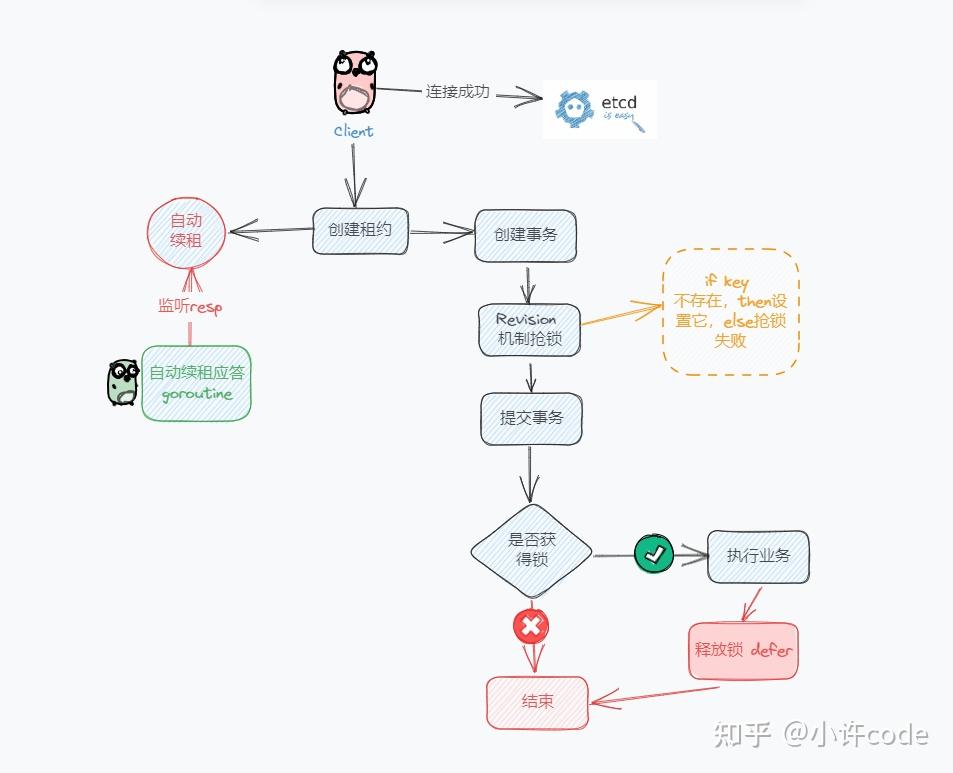 连接成功
etcd
is easy
Client
自动
续租
创建租约
创建事务
监听resp
自动续租应答
goroutine
Revision
机制抢锁
if key
不存在，then设
置它，else抢锁
失败
提交事务
是否获
得锁
执行业务
释放锁 defer
结束
知乎 @小许code